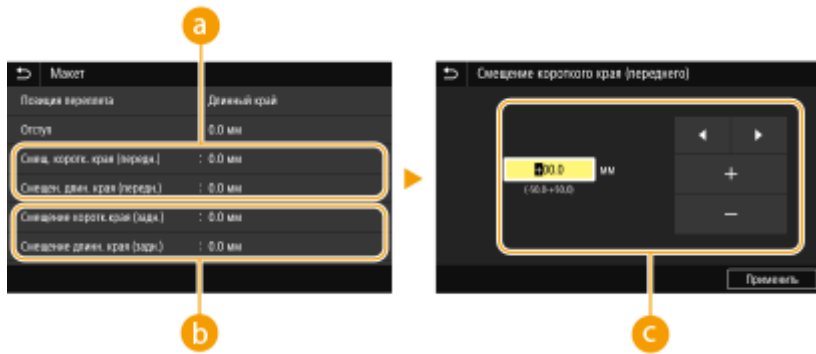 a
Макет
Позиция переплета Длинный край
Отступ 0.0 мм
Смещ. коротк. края (передн.) : 0.0 мм
Смещен. длин. края (передн.) : 0.0 мм
Смещение коротк.края (задн.) : 0.0 мм
Смещение длинн. края (задн.) : 0.0 мм
b
Смещение короткого края (переднего)
+00.0 мм
(-50.0-+50.0)
+
−
Применить
c